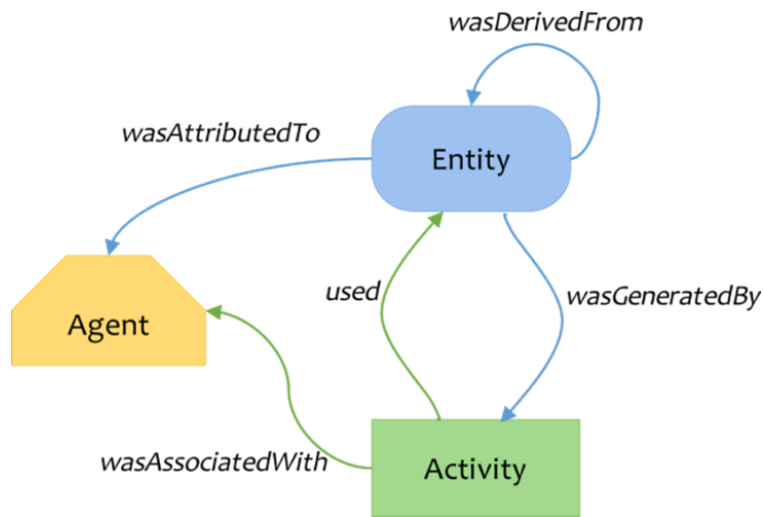 wasDerivedFrom
wasAttributedTo
Entity
used
wasGeneratedBy
Agent
wasAssociatedWith
Activity